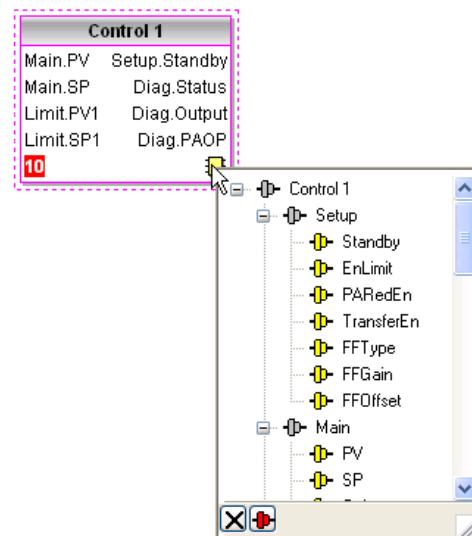 Control 1
Main.PV Setup.Standby
Main.SP Diag.Status
Limit.PV1 Diag.Output
Limit.SP1 Diag.PAOP
10
Control 1
Setup
Standby
EnLimit
PARedEn
TransferEn
FFType
FFGain
FFOffset
Main
PV
SP